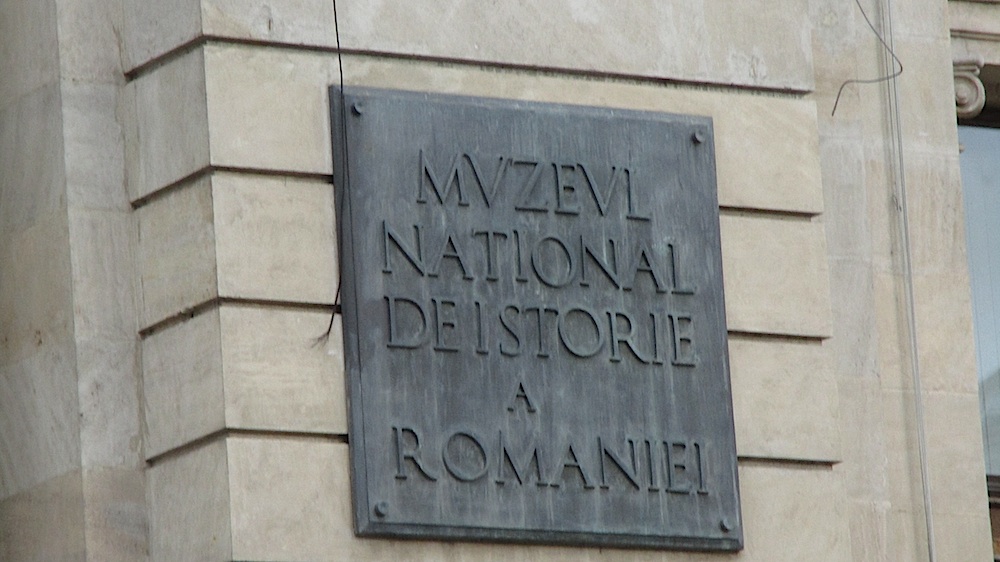 MVZEVL
NATIONAL
DE ISTORIE
A
ROMANIEI